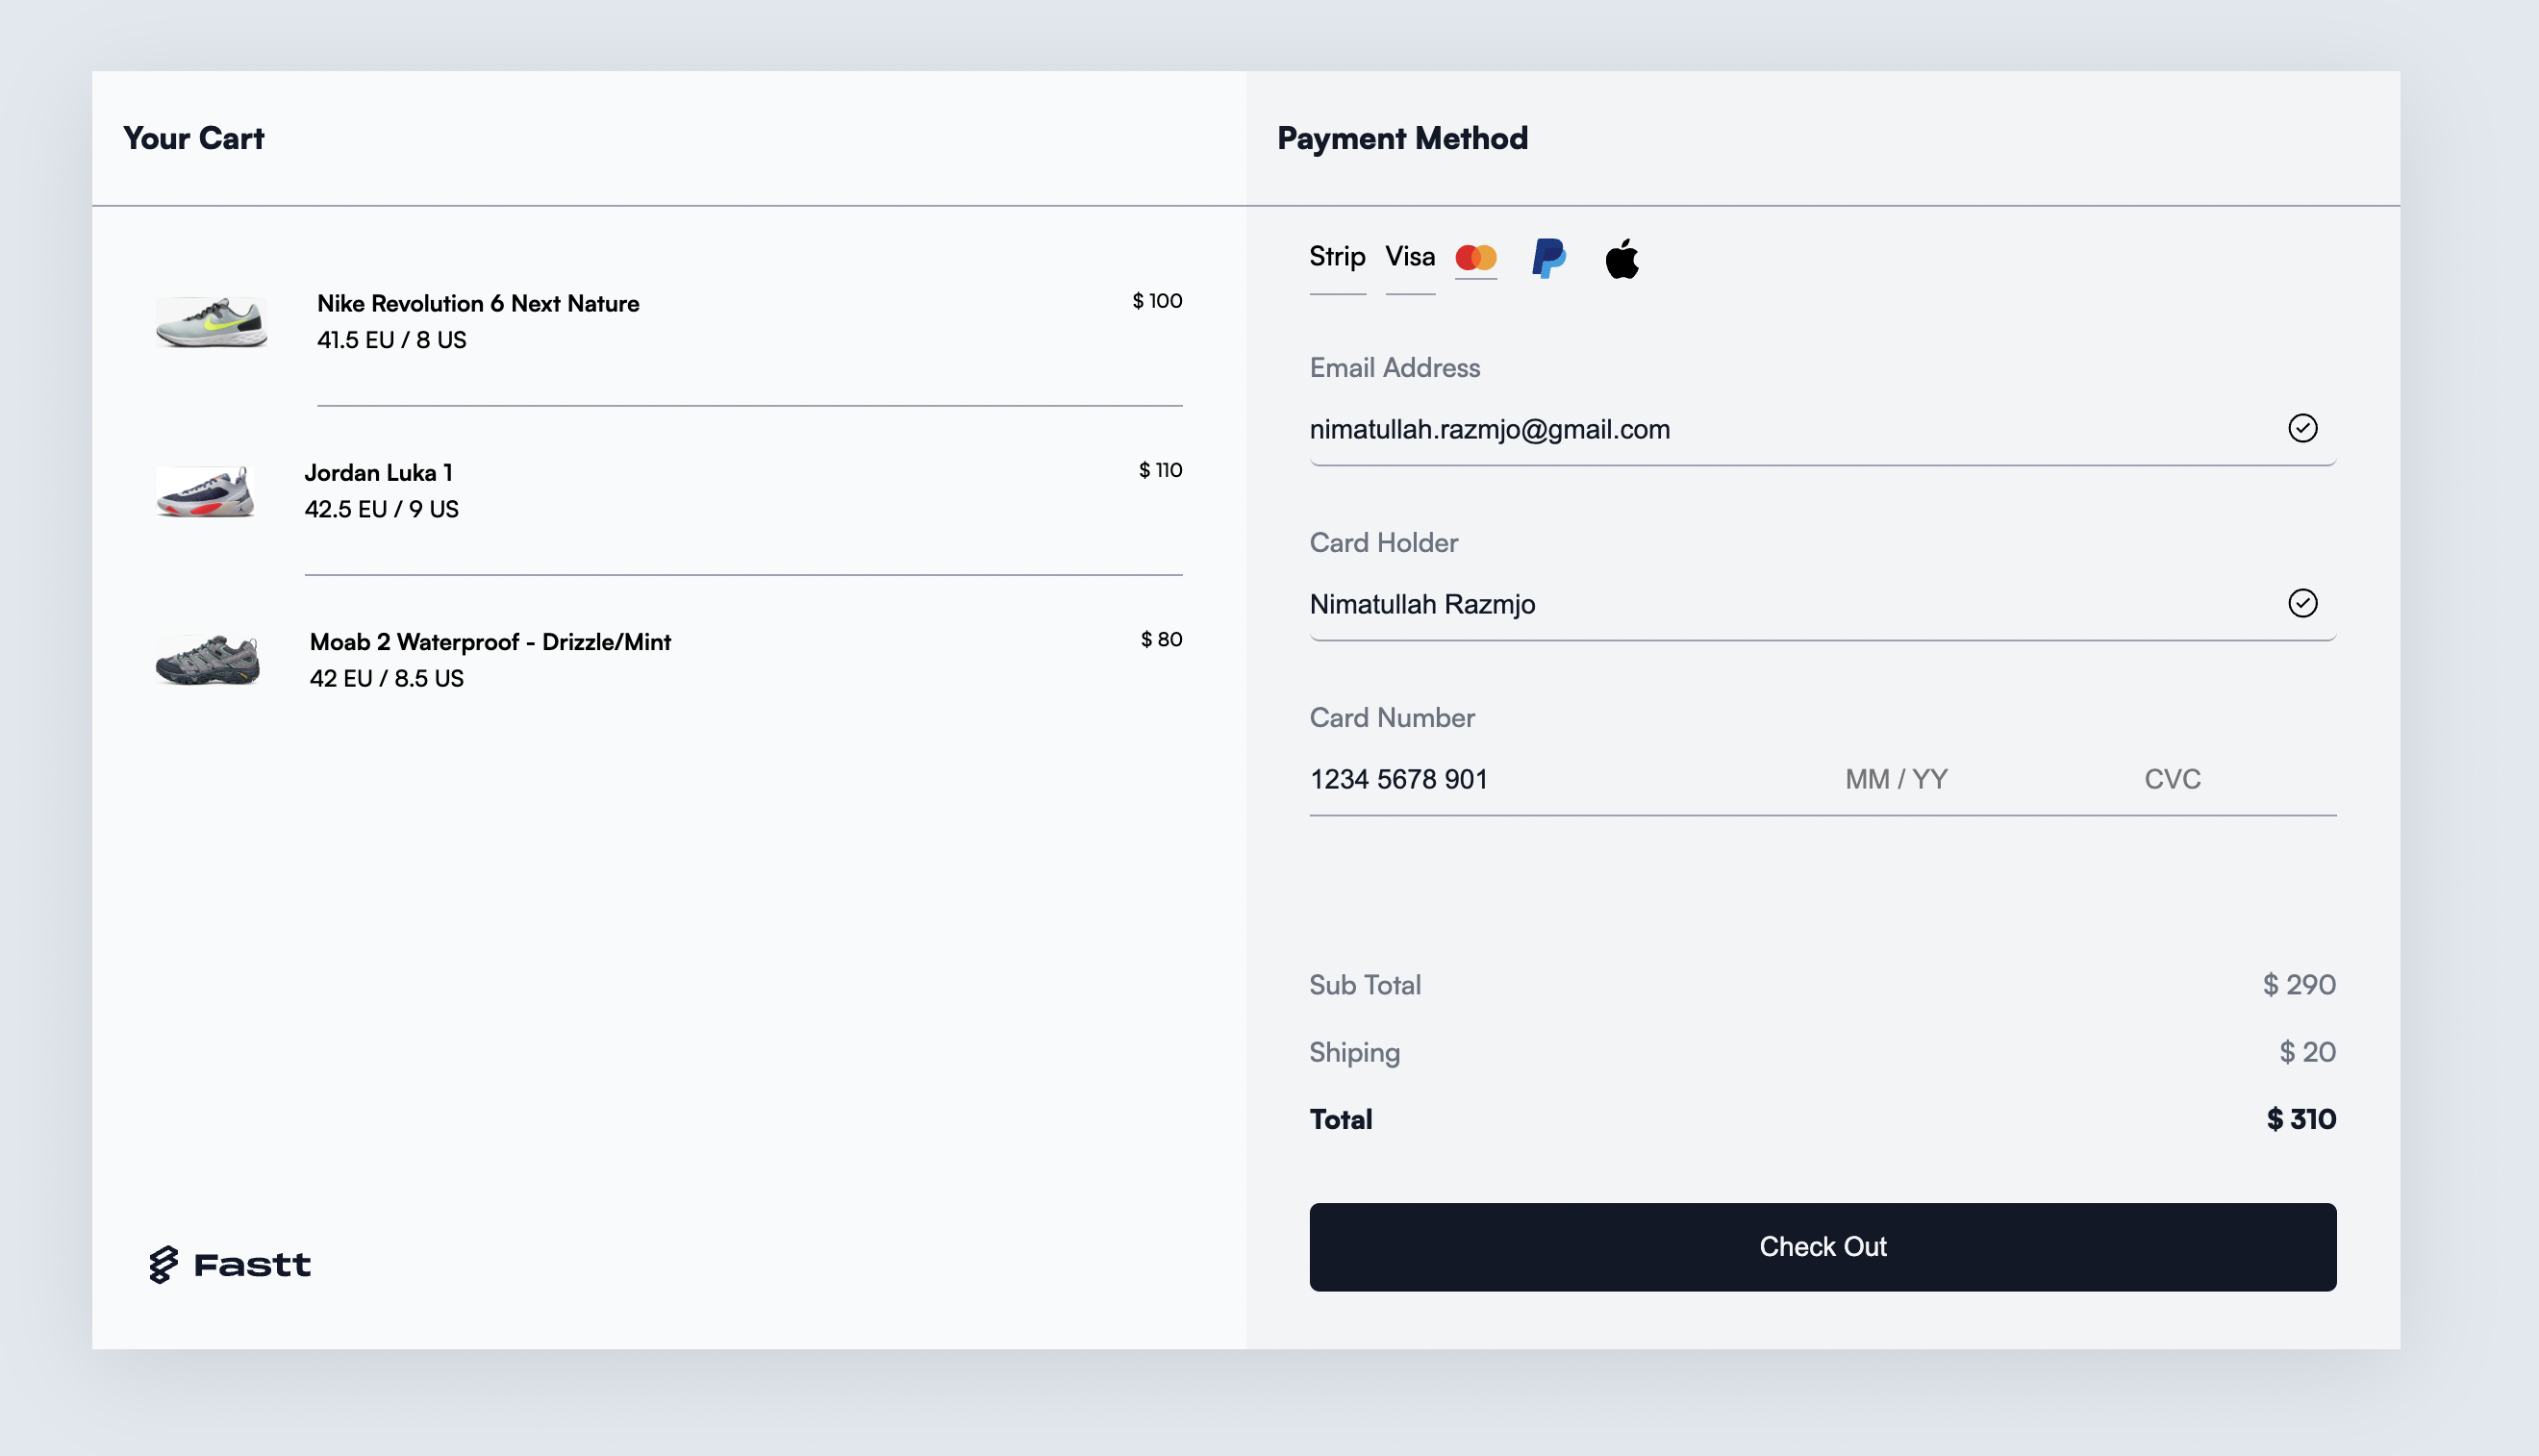 Your Cart
Nike Revolution 6 Next Nature
$ 100
41.5 EU / 8 US
Jordan Luka 1
$ 110
42.5 EU / 9 US
Moab 2 Waterproof - Drizzle/Mint
$ 80
42 EU / 8.5 US
Fastt
Payment Method
Strip Visa
Email Address
nimatullah.razmjo@gmail.com
Card Holder
Nimatullah Razmjo
Card Number
1234 5678 901 MM / YY CVC
Sub Total $ 290
Shiping $ 20
Total $ 310
Check Out